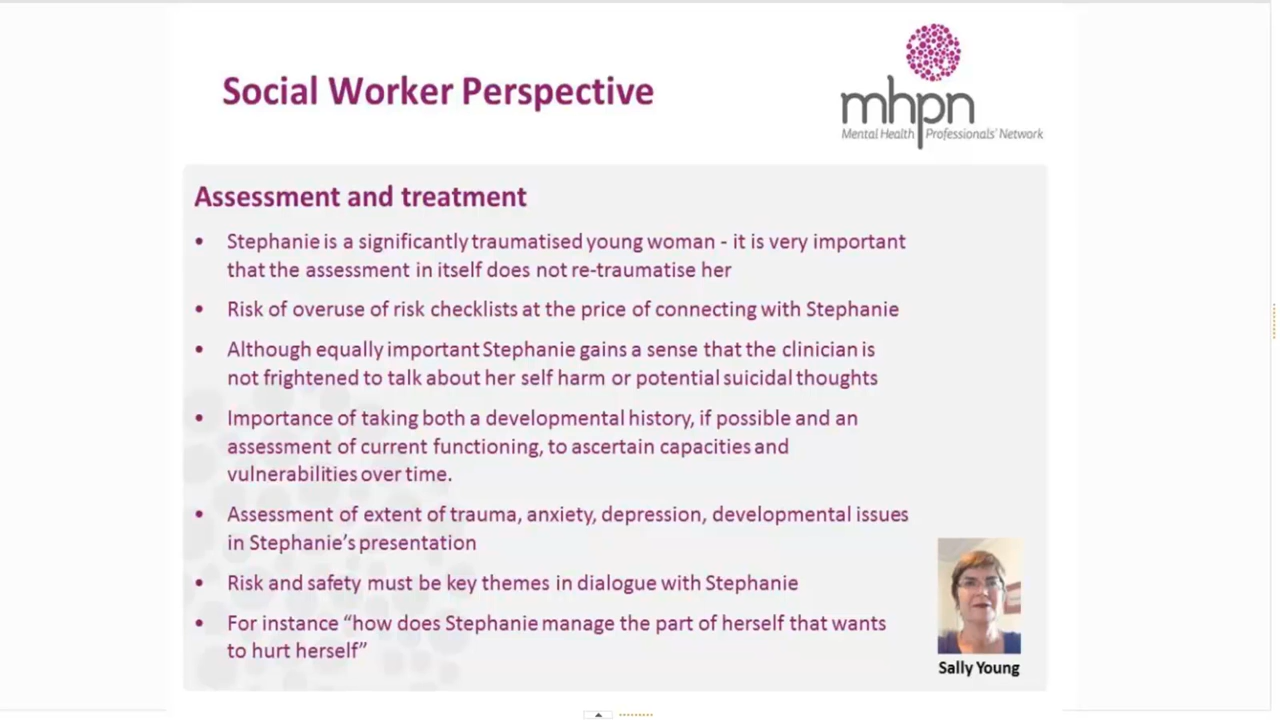 Social Worker Perspective
mhpn
Mental Health Professionals' Network
Assessment and treatment
• Stephanie is a significantly traumatised young woman - it is very important
that the assessment in itself does not re-traumatise her
• Risk of overuse of risk checklists at the price of connecting with Stephanie
• Although equally important Stephanie gains a sense that the clinician is
not frightened to talk about her self harm or potential suicidal thoughts
• Importance of taking both a developmental history, if possible and an
assessment of current functioning, to ascertain capacities and
vulnerabilities over time.
• Assessment of extent of trauma, anxiety, depression, developmental issues
in Stephanie's presentation
• Risk and safety must be key themes in dialogue with Stephanie
• For instance “how does Stephanie manage the part of herself that wants
to hurt herself”
Sally Young